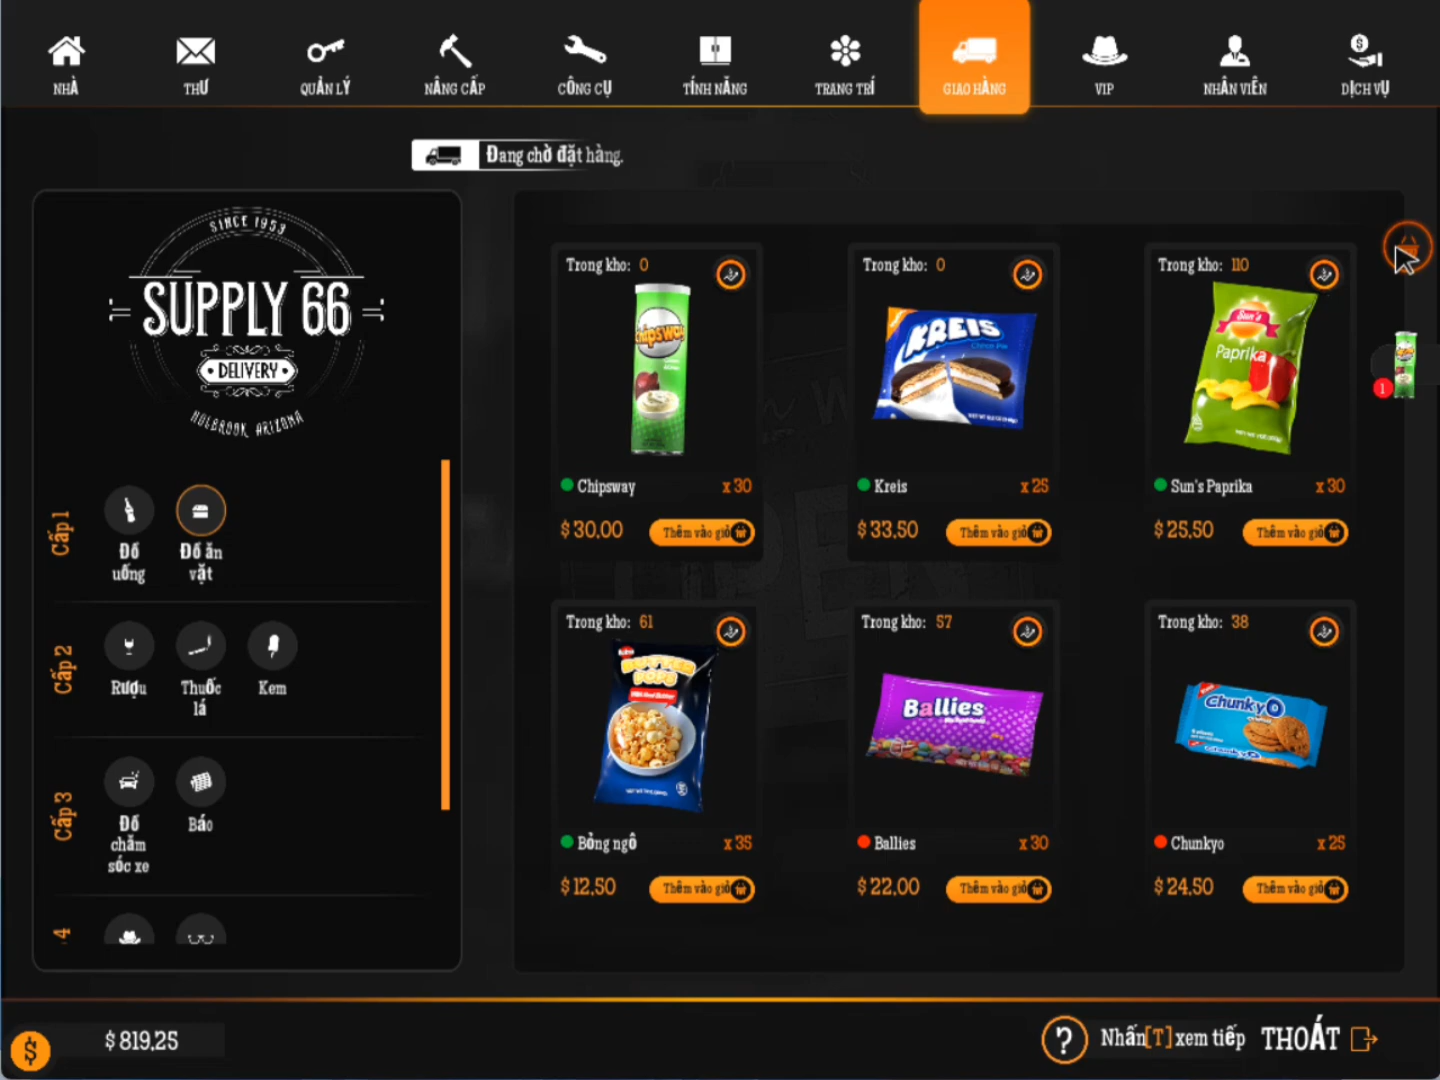 NHÀ
THƯ
QUẢN LÝ
NÂNG CẤP
CÔNG CỤ
TÍNH NĂNG
TRANG TRÍ
GIAO HÀNG
VIP
NHÂN VIÊN
DỊCH VỤ
Đang chờ đặt hàng.
SINCE 1953
SUPPLY 66
DELIVERY
HOLBROOK, ARIZONA
Cấp 1
Đồ uống
Đồ ăn vặt
Cấp 2
Rượu
Thuốc lá
Kem
Cấp 3
Đồ chăm sóc xe
Báo
4
Trong kho: 0
Chipsway
Chipsway x 30
$ 30.00 Thêm vào giỏ
Trong kho: 0
KREIS
Kreis x 25
$ 33.50 Thêm vào giỏ
Trong kho: 110
Sun's
Paprika
Sun's Paprika x 30
$ 25.50 Thêm vào giỏ
1
Trong kho: 61
BUTTER
POPS
Bỏng ngô x 35
$ 12.50 Thêm vào giỏ
Trong kho: 57
Ballies
Ballies x 30
$ 22.00 Thêm vào giỏ
Trong kho: 38
ChunkyO
Chunkyo x 25
$ 24.50 Thêm vào giỏ
$ 819.25
? Nhấn[T] xem tiếp THOÁT